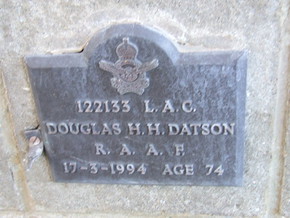 122133 L.A.C.
DOUGLAS H.H. DATSON
R. A. A. F.
17-3-1994 AGE 74